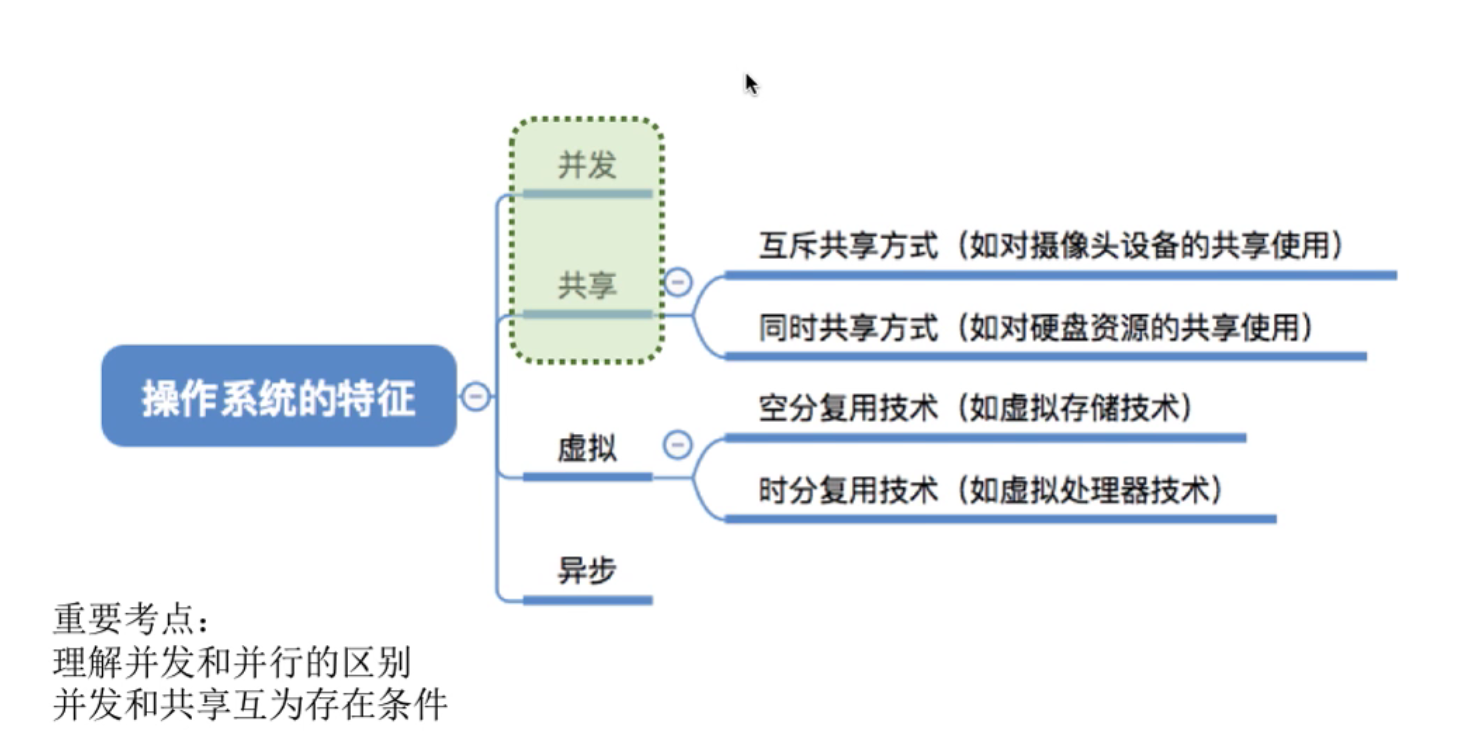 并发
共享
互斥共享方式（如对摄像头设备的共享使用）
同时共享方式（如对硬盘资源的共享使用）
操作系统的特征
虚拟
空分复用技术（如虚拟存储技术）
时分复用技术（如虚拟处理器技术）
异步
重要考点：
理解并发和并行的区别
并发和共享互为存在条件